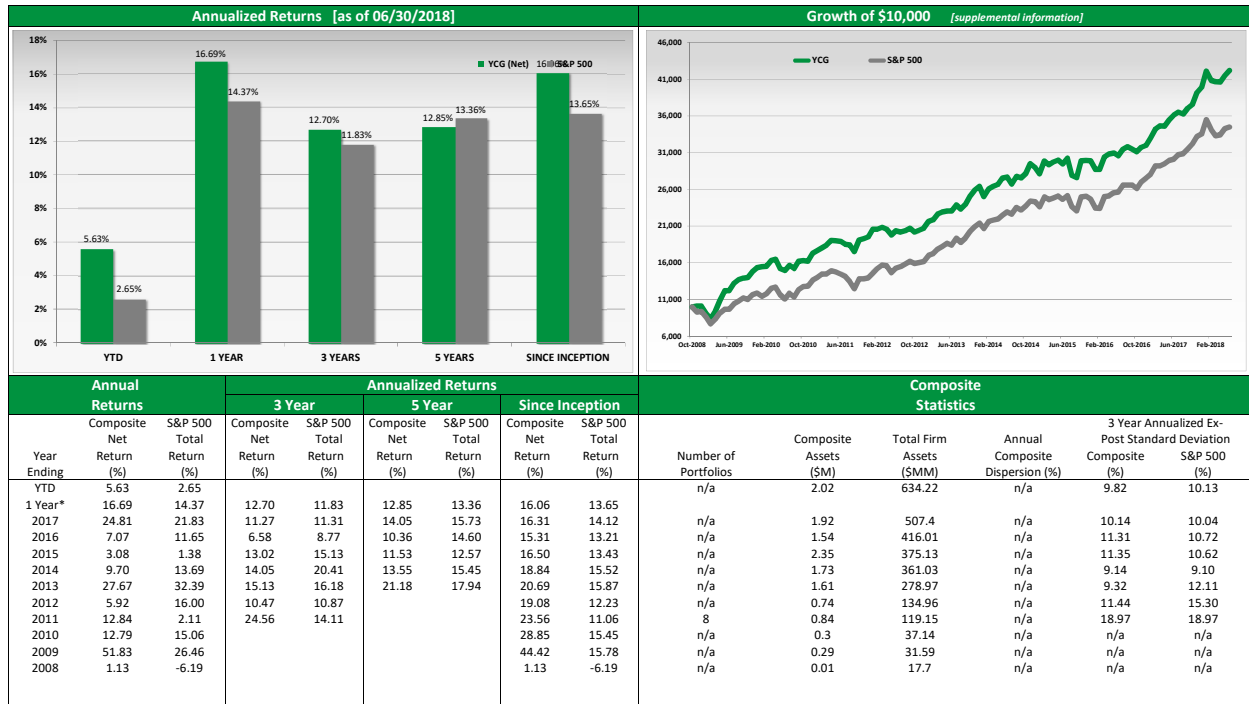 Annualized Returns [as of 06/30/2018]
18%
16%
14%
12%
10%
8%
6%
4%
2%
0%
5.63%
2.65%
16.69%
14.37%
12.70%
11.83%
12.85%
13.36%
13.65%
YCG (Net)
S&P 500
YTD
1 YEAR
3 YEARS
5 YEARS
SINCE INCEPTION
Growth of $10,000 [supplemental information]
46,000
41,000
36,000
31,000
26,000
21,000
16,000
11,000
6,000
YCG
S&P 500
Oct-2008 Jun-2009 Feb-2010 Oct-2010 Jun-2011 Feb-2012 Oct-2012 Jun-2013 Feb-2014 Oct-2014 Jun-2015 Feb-2016 Oct-2016 Jun-2017 Feb-2018
Annual Returns
Annualized Returns
3 Year 5 Year Since Inception
Composite Statistics
Year Ending
Composite Net Return (%)
S&P 500 Total Return (%)
Composite Net Return (%)
S&P 500 Total Return (%)
Composite Net Return (%)
S&P 500 Total Return (%)
Composite Net Return (%)
S&P 500 Total Return (%)
Number of Portfolios
Composite Assets ($M)
Total Firm Assets ($MM)
Annual Composite Dispersion (%)
3 Year Annualized Ex-Post Standard Deviation
Composite (%)
S&P 500 (%)
YTD 5.63 2.65 n/a 2.02 634.22 n/a 9.82 10.13
1 Year* 16.69 14.37 12.70 11.83 12.85 13.36 16.06 13.65
2017 24.81 21.83 11.27 11.31 14.05 15.73 16.31 14.12 n/a 1.92 507.4 n/a 10.14 10.04
2016 7.07 11.65 6.58 8.77 10.36 14.60 15.31 13.21 n/a 1.54 416.01 n/a 11.31 10.72
2015 3.08 1.38 13.02 15.13 11.53 12.57 16.50 13.43 n/a 2.35 375.13 n/a 11.35 10.62
2014 9.70 13.69 14.05 20.41 13.55 15.45 18.84 15.52 n/a 1.73 361.03 n/a 9.14 9.10
2013 27.67 32.39 15.13 16.18 21.18 17.94 20.69 15.87 n/a 1.61 278.97 n/a 9.32 12.11
2012 5.92 16.00 10.47 10.87 19.08 12.23 n/a 0.74 134.96 n/a 11.44 15.30
2011 12.84 2.11 24.56 14.11 23.56 11.06 8 0.84 119.15 n/a 18.97 18.97
2010 12.79 15.06 28.85 15.45 n/a 0.3 37.14 n/a n/a n/a
2009 51.83 26.46 44.42 15.78 n/a 0.29 31.59 n/a n/a n/a
2008 1.13 -6.19 1.13 -6.19 n/a 0.01 17.7 n/a n/a n/a